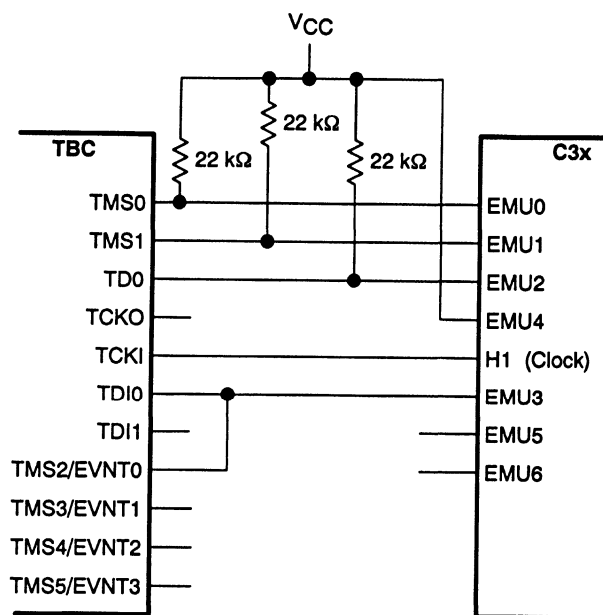 VCC
22 kΩ
22 kΩ
22 kΩ
TBC
C3x
TMS0
EMU0
TMS1
EMU1
TD0
EMU2
TCKO
EMU4
TCKI
H1 (Clock)
TDI0
EMU3
TDI1
EMU5
TMS2/EVNT0
EMU6
TMS3/EVNT1
TMS4/EVNT2
TMS5/EVNT3